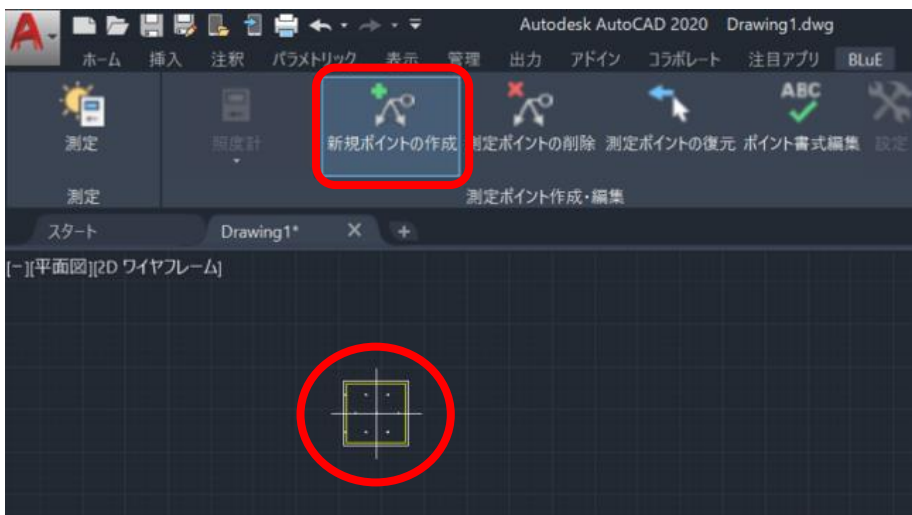 Autodesk AutoCAD 2020 Drawing1.dwg
ホーム 挿入 注釈 パラメトリック 表示 管理 出力 アドイン コラボレート 注目アプリ BLuE
ABC
測定 照度計 新規ポイントの作成 測定ポイントの削除 測定ポイントの復元 ポイント書式編集 設定
測定 測定ポイント作成・編集
スタート Drawing1* +
[-][平面図][2D ワイヤフレーム]